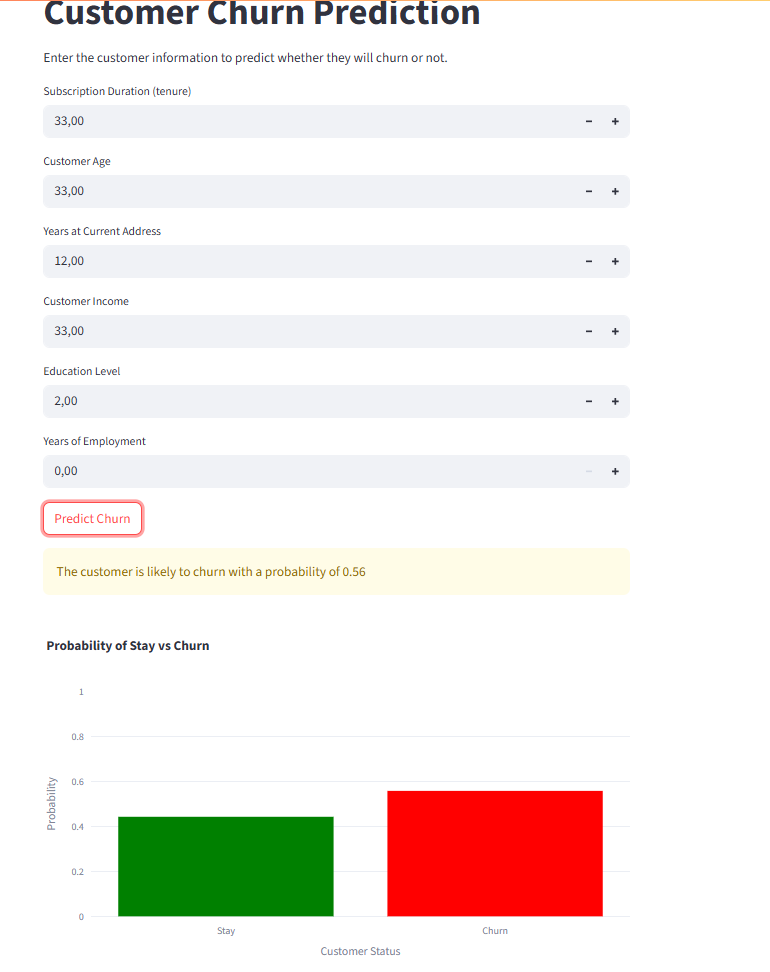 Customer Churn Prediction
Enter the customer information to predict whether they will churn or not.
Subscription Duration (tenure)
33,00
Customer Age
33,00
Years at Current Address
12,00
Customer Income
33,00
Education Level
2,00
Years of Employment
0,00
Predict Churn
The customer is likely to churn with a probability of 0.56
Probability of Stay vs Churn
1
0.8
0.6
0.4
0.2
0
Probability
Stay Churn
Customer Status